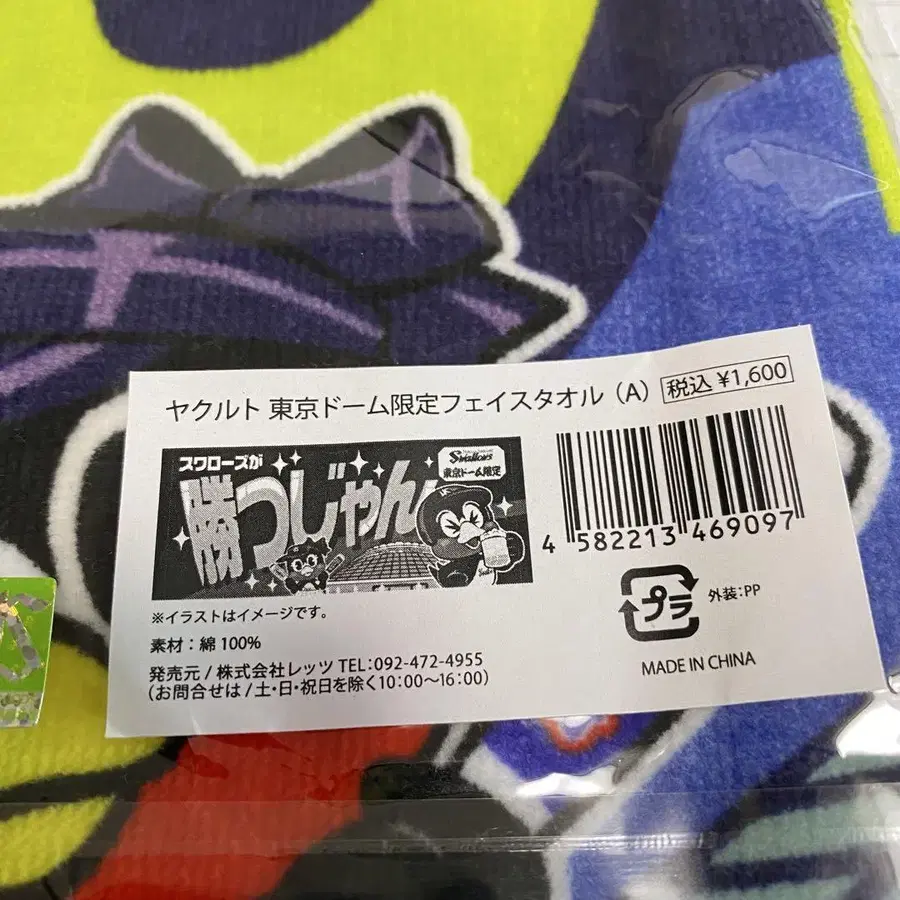 ヤクルト 東京ドーム限定フェイスタオル（A） 税込 ¥1,600
スワローズが
勝つじゃん
Swallows
東京ドーム限定
4 582213 469097
プラ
外装:PP
※イラストはイメージです。
素材：綿 100%
発売元 / 株式会社レッツ TEL:092-472-4955
（お問合せは / 土・日・祝日を除く10:00～16:00）
MADE IN CHINA